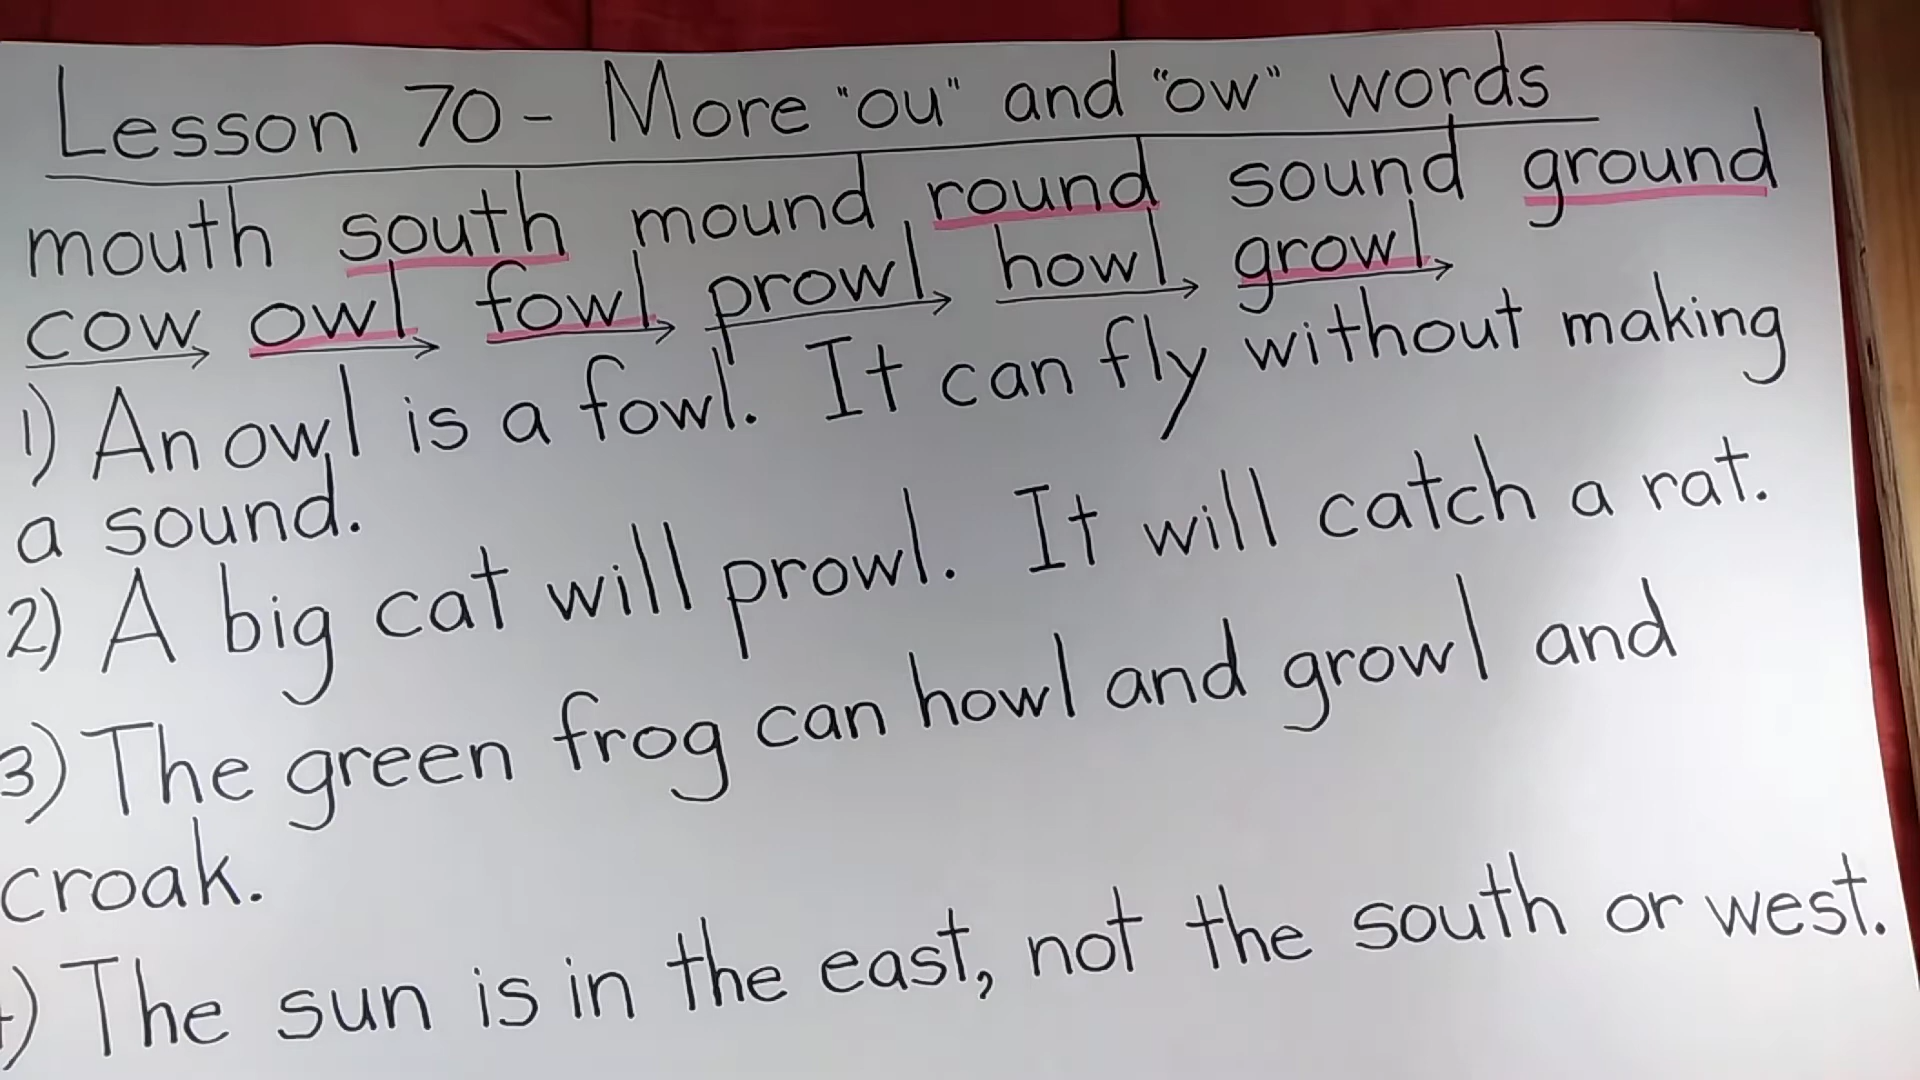 Lesson 70 - More "ou" and "ow" words
mouth south mound round sound ground
cow owl fowl prowl howl growl
1) An owl is a fowl. It can fly without making
a sound.
2) A big cat will prowl. It will catch a rat.
3) The green frog can howl and growl and
croak.
) The sun is in the east, not the south or west.